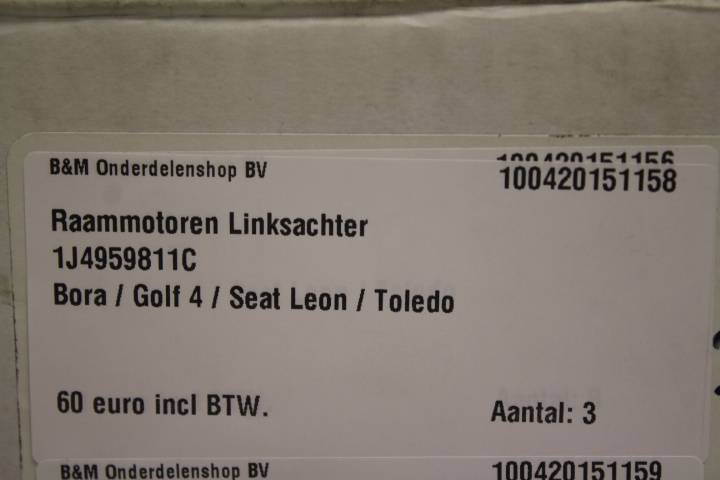 100420151156
B&M Onderdelenshop BV 100420151158
Raammotoren Linksachter
1J4959811C
Bora / Golf 4 / Seat Leon / Toledo
60 euro incl BTW. Aantal: 3
B&M Onderdelenshop BV 100420151159